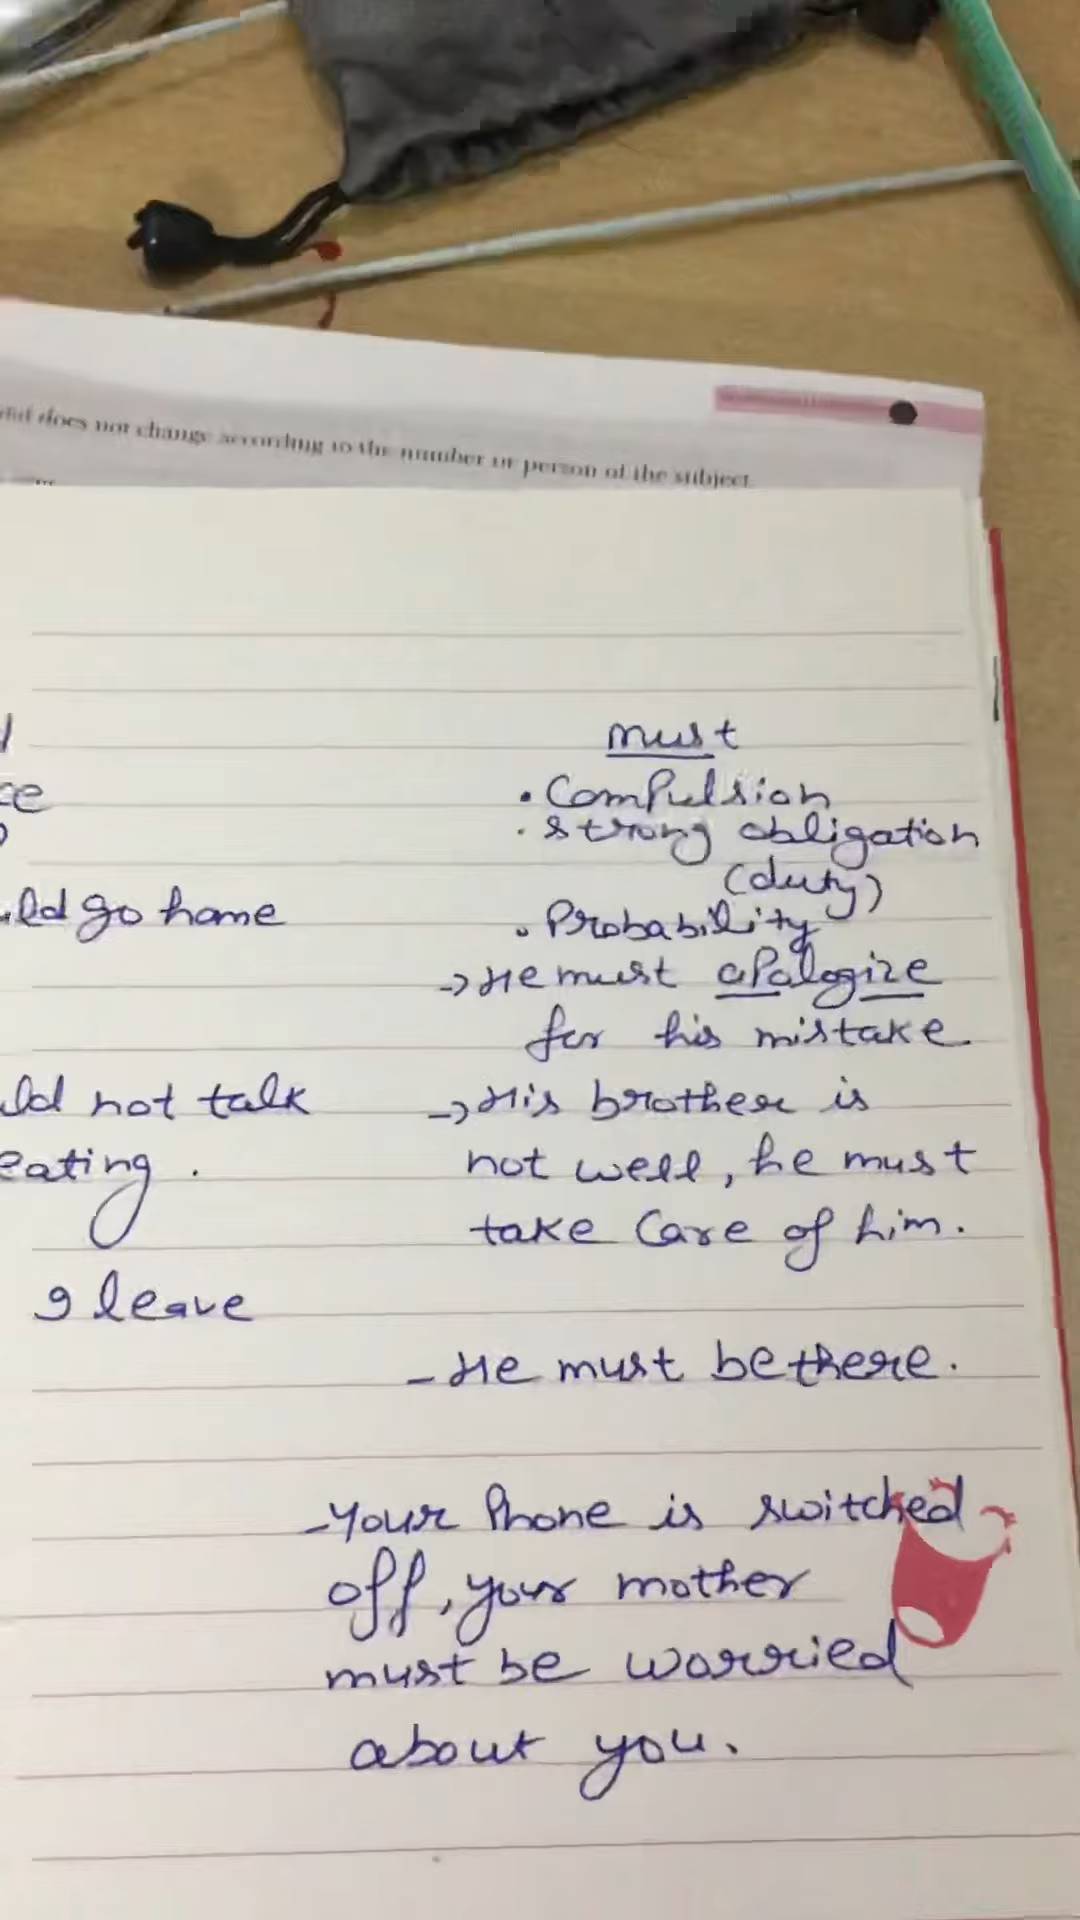 did does not change according to the number or person of the subject
must
• Compulsion
• strong obligation
(duty)
go home
• Probability
→ He must apologize
for his mistake
not talk
→ His brother is
eating.
not well, he must
take care of him.
I leave
- He must be there.
- Your Phone is switched
off, your mother
must be worried
about you.